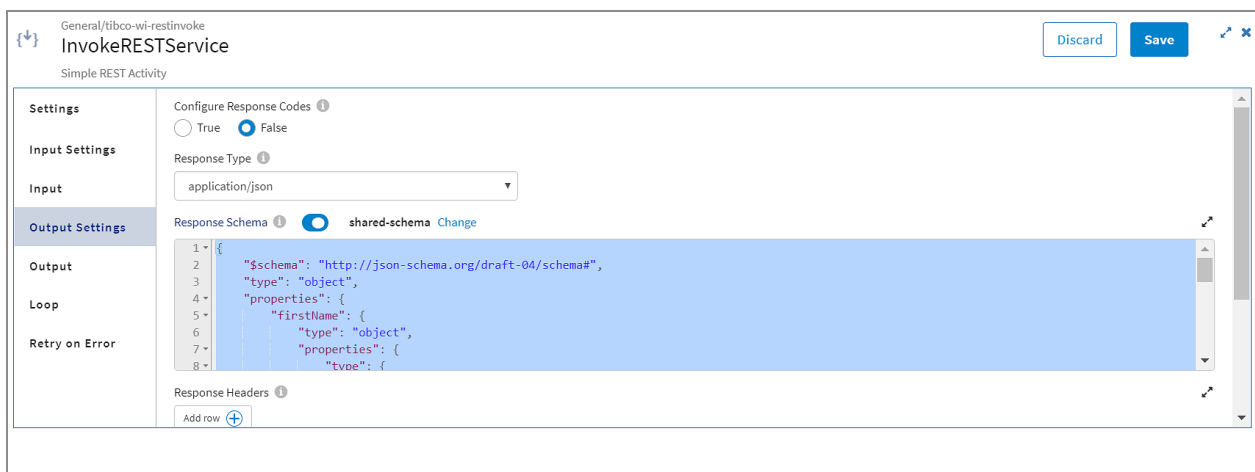 General/tibco-wi-restinvoke
InvokeRESTService
Simple REST Activity
Discard
Save
Settings
Input Settings
Input
Output Settings
Output
Loop
Retry on Error
Configure Response Codes
True False
Response Type
application/json
Response Schema shared-schema Change
1 {
2 "$schema": "http://json-schema.org/draft-04/schema#",
3 "type": "object",
4 "properties": {
5 "firstName": {
6 "type": "object",
7 "properties": {
8 "type": {
Response Headers
Add row